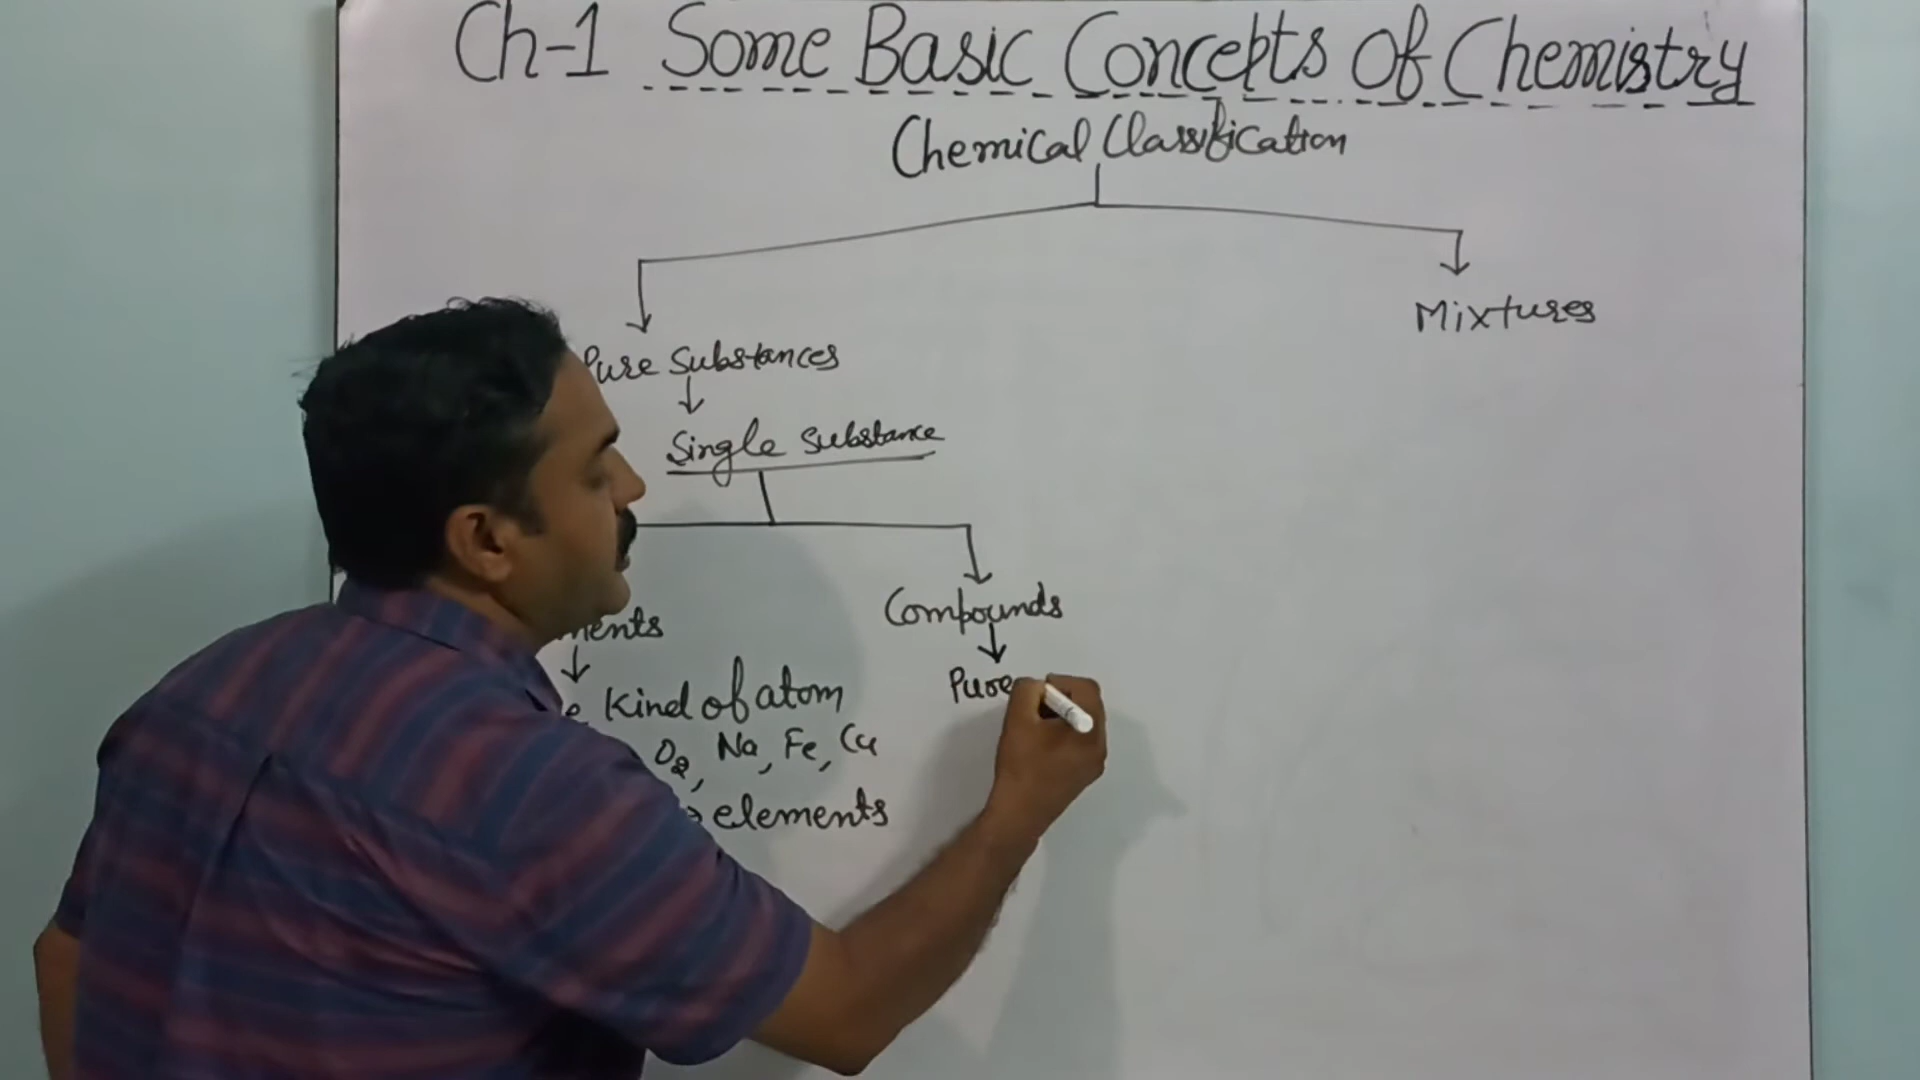 Ch-1 Some Basic Concepts Of Chemistry
Chemical Classification
Mixtures
Pure Substances
Single Substance
Compounds
Pure
Kind of atom
O2, Na, Fe, Cu
elements